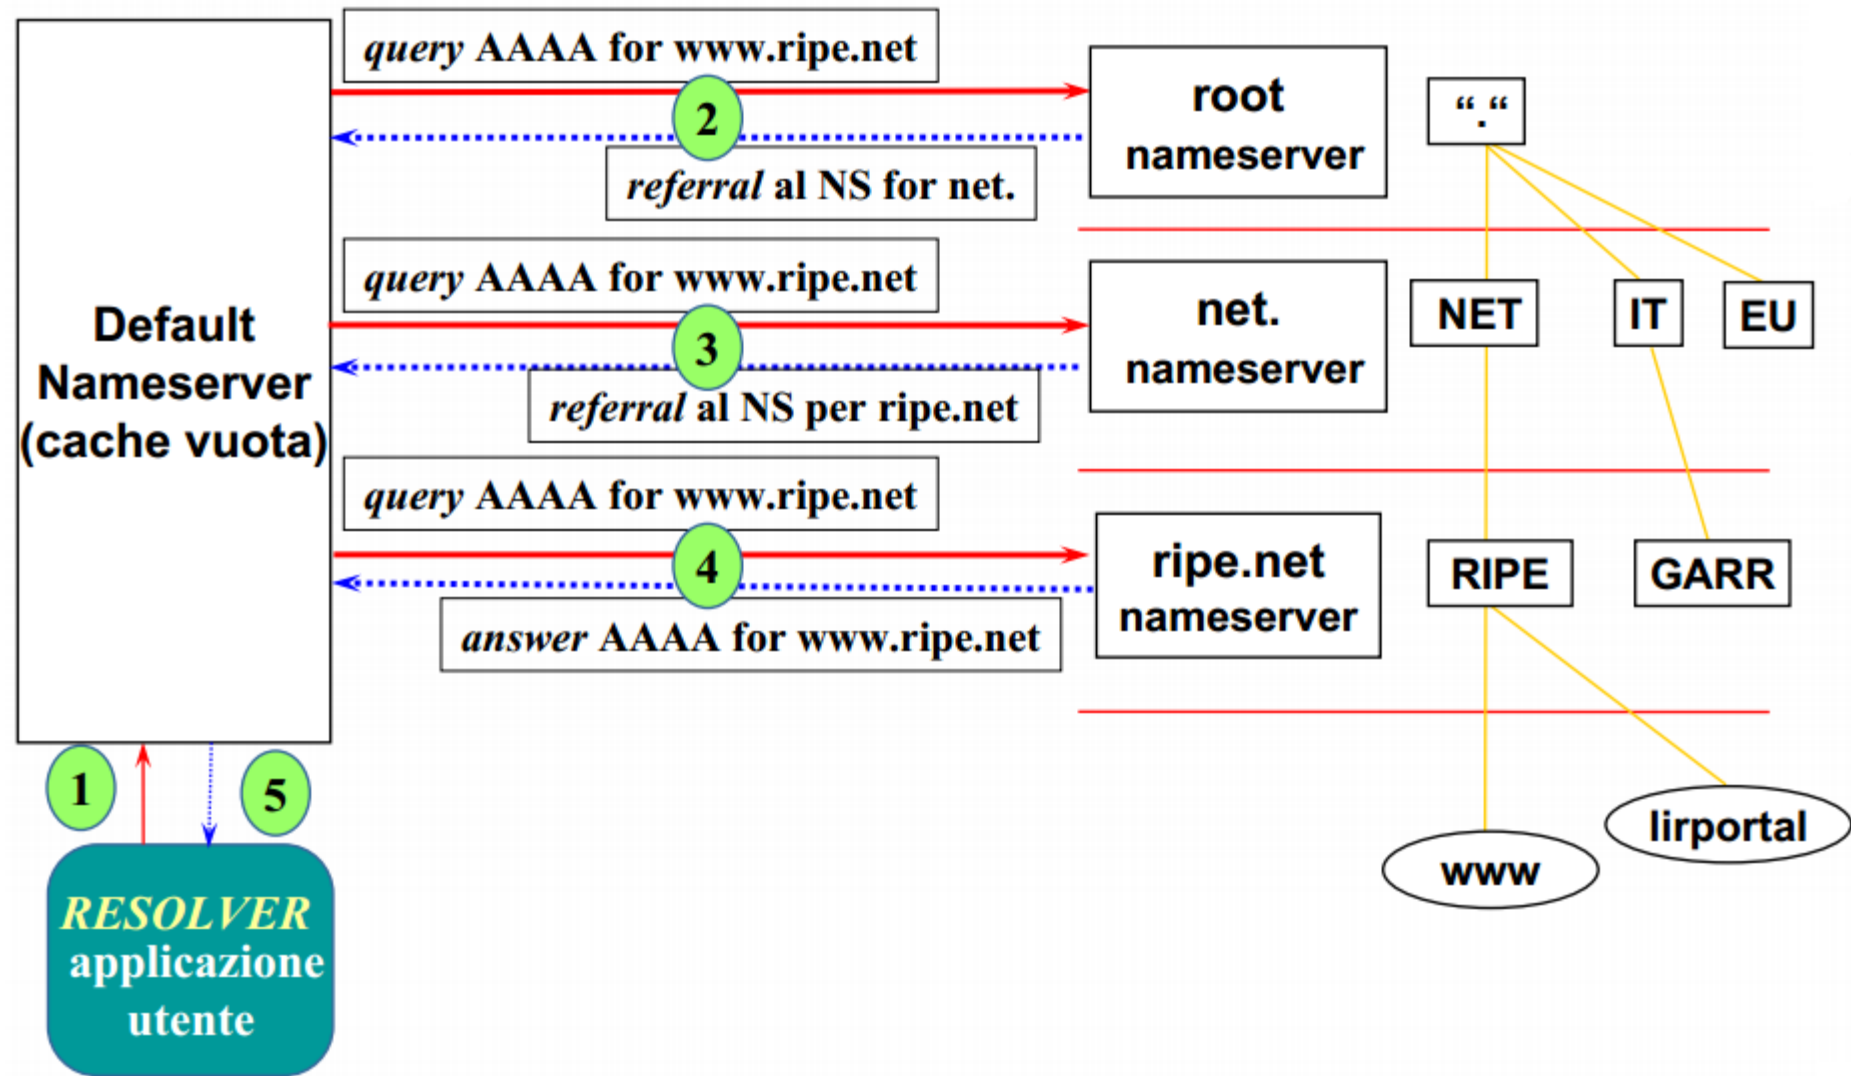 query AAAA for www.ripe.net
2
referral al NS for net.
root
nameserver
“.“
query AAAA for www.ripe.net
3
referral al NS per ripe.net
net.
nameserver
NET
IT
EU
Default
Nameserver
(cache vuota)
query AAAA for www.ripe.net
4
answer AAAA for www.ripe.net
ripe.net
nameserver
RIPE
GARR
1
5
www
lirportal
RESOLVER
applicazione
utente